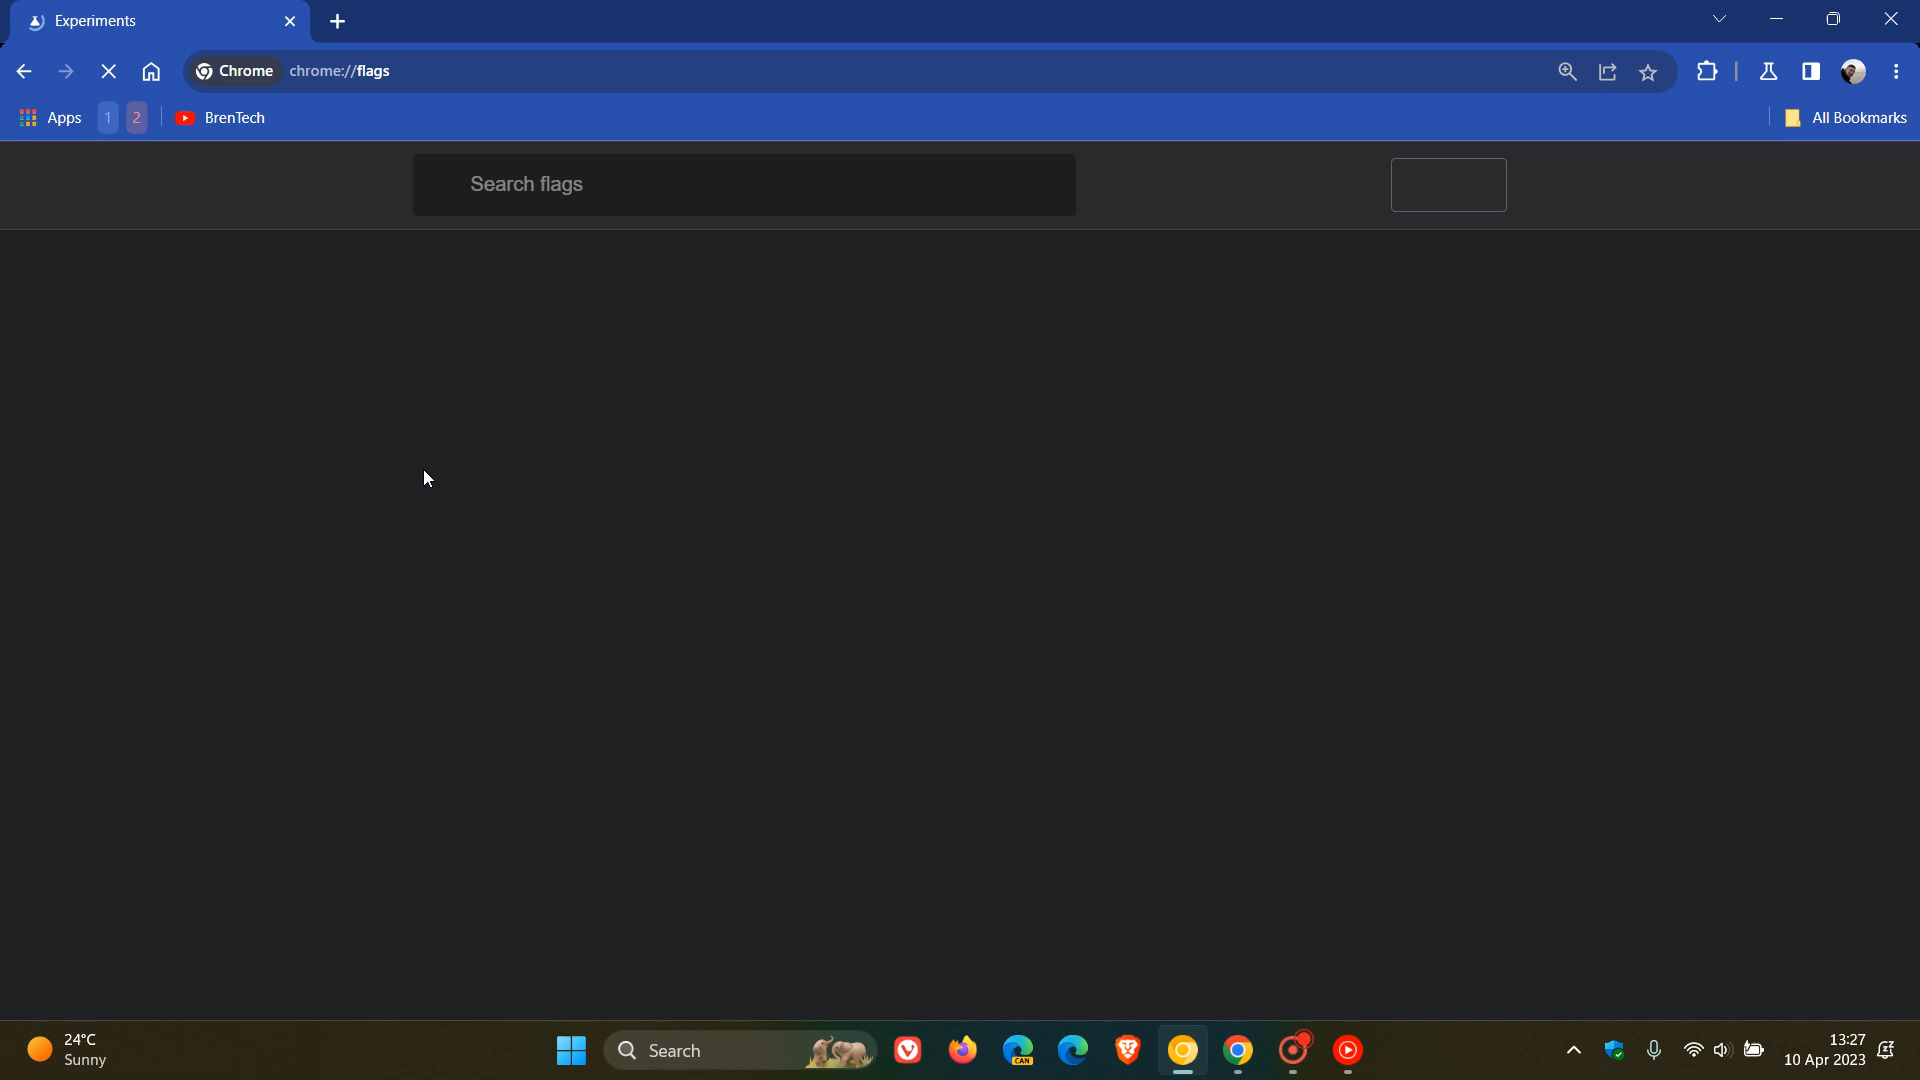 Experiments
Chrome chrome://flags
Apps 1 2 BrenTech All Bookmarks
Search flags
24°C
Sunny
Search
CAN
13:27
10 Apr 2023